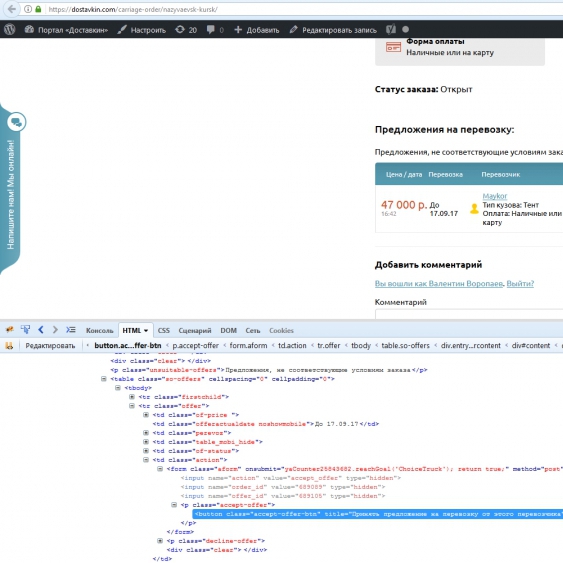 https://dostavkin.com/carriage-order/nazyvaevsk-kursk/
Портал «Доставкин» Настройки 20 0 Добавить Редактировать запись
Форма оплаты
Наличные или на карту
Статус заказа: Открыт
Предложения на перевозку:
Предложения, не соответствующие условиям зака
Цена / дата Перевозка Перевозчик
47 000 р. До 17.09.17
16:42
Maykor
Тип кузова: Тент
Оплата: Наличные или
карту
Добавить комментарий
Вы вошли как Валентин Воропаев. Выйти?
Комментарий
Напишите нам! Мы онлайн!
Консоль HTML CSS Сценарий DOM Сеть Cookies
Редактировать button.ac...ffer-btn < p.accept-offer < form.aform < td.action < tr.offer < tbody < table.so-offers < div.entry...rcontent < div#content <
<div class="clear"> </div>
<p class="unsuitable-offers">Предложения, не соответствующие условиям заказа</p>
<table class="so-offers" cellspacing="0" cellpadding="0">
<tbody>
<tr class="firstchild">
<tr class="offer">
<td class="of-price ">
<td class="offeractualdate noshowmobile">До 17.09.17</td>
<td class="perevoz">
<td class="table_mobi_hide">
<td class="of-status">
<td class="action">
<form class="aform" onsubmit="yaCounter25843682.reachGoal('ChoiceTruck'); return true;" method="post"
<input name="action" value="accept_offer" type="hidden">
<input name="order_id" value="689089" type="hidden">
<input name="offer_id" value="689105" type="hidden">
<p class="accept-offer">
<button class="accept-offer-btn" title="Принять предложение на перевозку от этого перевозчика"
</p>
</form>
<p class="decline-offer">
<div class="clear"> </div>
</td>